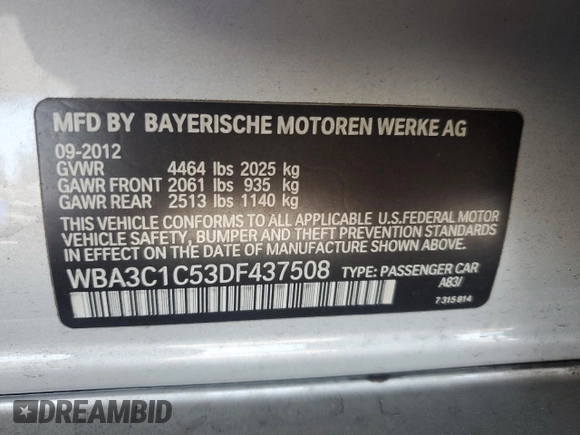 MFD BY BAYERISCHE MOTOREN WERKE AG
09-2012
GVWR 4464 lbs 2025 kg
GAWR FRONT 2061 lbs 935 kg
GAWR REAR 2513 lbs 1140 kg
THIS VEHICLE CONFORMS TO ALL APPLICABLE U.S.FEDERAL MOTOR
VEHICLE SAFETY, BUMPER AND THEFT PREVENTION STANDARDS
IN EFFECT ON THE DATE OF MANUFACTURE SHOWN ABOVE.
WBA3C1C53DF437508 TYPE: PASSENGER CAR
A83/
7 315 814
DREAMBID